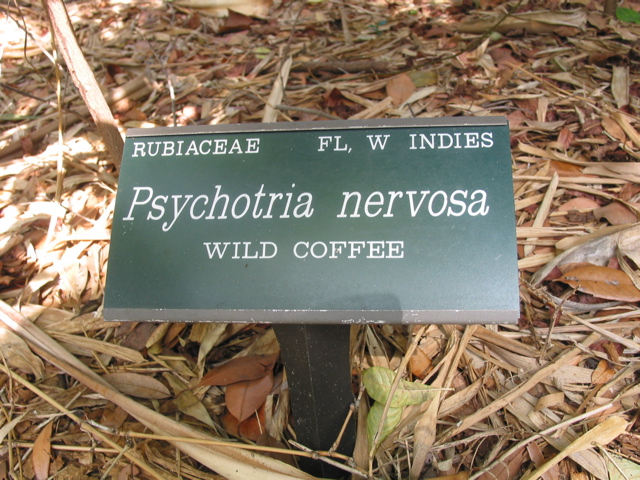 RUBIACEAE FL, W INDIES
Psychotria nervosa
WILD COFFEE